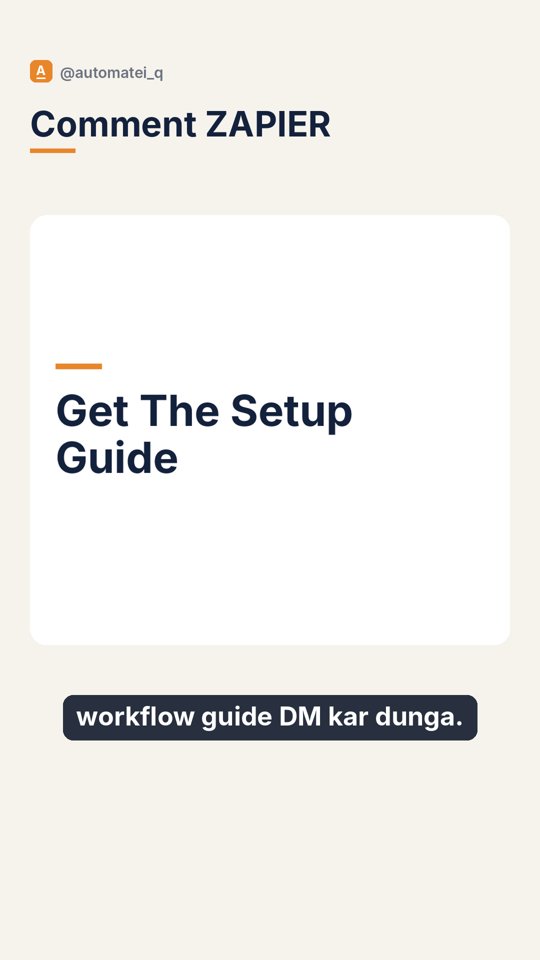 A
@automatei_q
Comment ZAPIER
Get The Setup
Guide
workflow guide DM kar dunga.